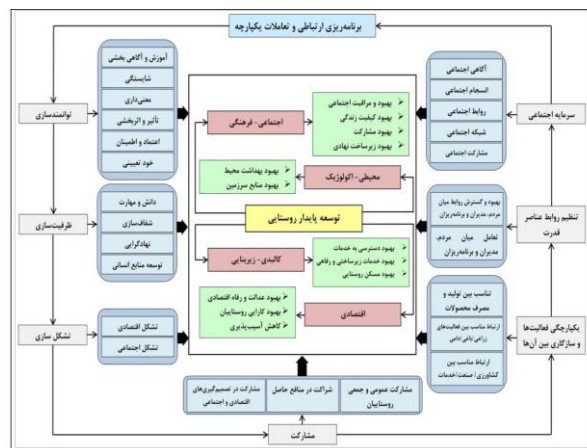 برنامه‌ریزی ارتباطی و تعاملات یکپارچه
سرمایه اجتماعی
آگاهی اجتماعی
انسجام اجتماعی
روابط اجتماعی
شبکه اجتماعی
مشارکت اجتماعی
تنظیم روابط عناصر
قدرت
بهبود و گسترش روابط میان
مردم، مدیران و برنامه‌ریزان
تعامل میان مردم،
مدیران و برنامه‌ریزان
یکپارچگی فعالیت‌ها
و سازگاری بین آن‌ها
تناسب بین تولید و
مصرف محصولات
ارتباط مناسب بین فعالیت‌های
زراعی/باغی/دامی
ارتباط مناسب بین
کشاورزی/صنعت/خدمات
اجتماعی-فرهنگی
بهبود و مراقبت اجتماعی
بهبود کیفیت زندگی
بهبود مشارکت
بهبود زیرساخت نهادی
محیطی-اکولوژیک
بهبود بهداشت محیط
بهبود منابع سرزمین
توسعه پایدار روستایی
کالبدی-زیربنایی
بهبود دسترسی به خدمات
بهبود خدمات زیرساختی و رفاهی
بهبود مسکن روستایی
اقتصادی
بهبود عدالت و رفاه اقتصادی
بهبود کارایی روستاییان
کاهش آسیب‌پذیری
توانمندسازی
آموزش و آگاهی بخشی
شایستگی
معنی‌داری
تأثیر و اثربخشی
اعتماد و اطمینان
خود تعیینی
ظرفیت‌سازی
دانش و مهارت
شفاف‌سازی
نهادگرایی
توسعه منابع انسانی
تشکل سازی
تشکل اقتصادی
تشکل اجتماعی
مشارکت عمومی و جمعی
روستاییان
شراکت در منافع حاصل
مشارکت در تصمیم‌گیری‌های
اقتصادی و اجتماعی
مشارکت